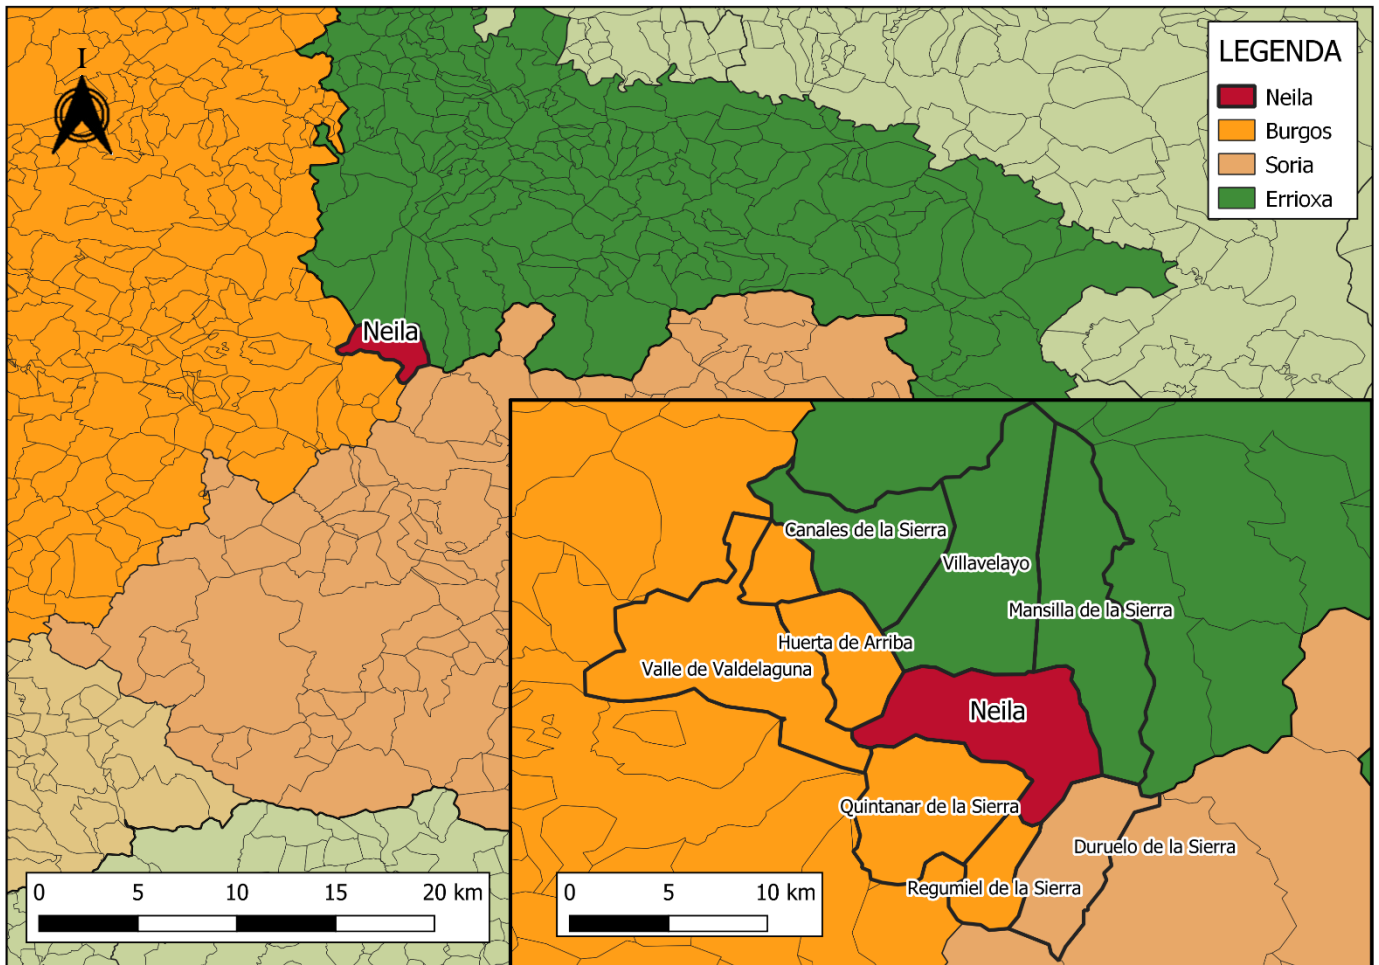 I
LEGENDA
Neila
Burgos
Soria
Errioxa
Neila
Canales de la Sierra
Villavelayo
Mansilla de la Sierra
Huerta de Arriba
Valle de Valdelaguna
Neila
Quintanar de la Sierra
Duruelo de la Sierra
Regumiel de la Sierra
0 5 10 15 20 km
0 5 10 km